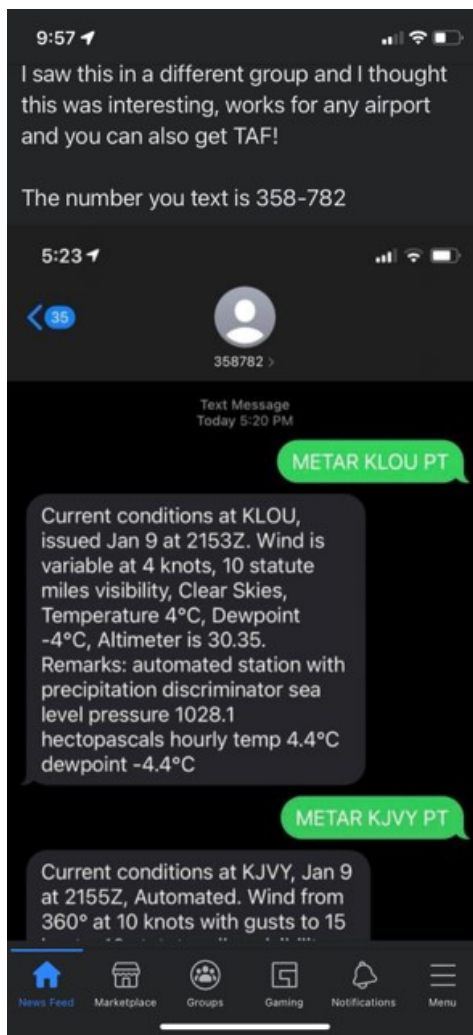 9:57
I saw this in a different group and I thought
this was interesting, works for any airport
and you can also get TAF!
The number you text is 358-782
5:23
35
358782 >
Text Message
Today 5:20 PM
METAR KLOU PT
Current conditions at KLOU,
issued Jan 9 at 2153Z. Wind is
variable at 4 knots, 10 statute
miles visibility, Clear Skies,
Temperature 4°C, Dewpoint
-4°C, Altimeter is 30.35.
Remarks: automated station with
precipitation discriminator sea
level pressure 1028.1
hectopascals hourly temp 4.4°C
dewpoint -4.4°C
METAR KJVY PT
Current conditions at KJVY, Jan 9
at 2155Z, Automated. Wind from
360° at 10 knots with gusts to 15
News Feed Marketplace Groups Gaming Notifications Menu